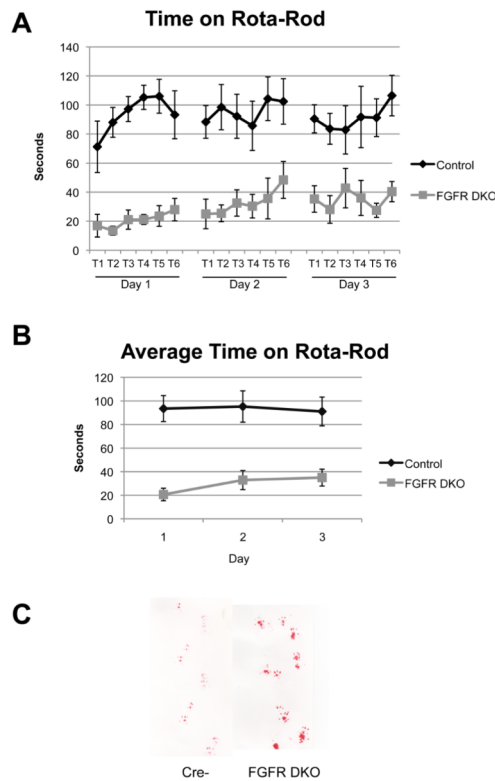 A
Time on Rota-Rod
140
120
100
80
60
40
20
0
Seconds
T1 T2 T3 T4 T5 T6 T1 T2 T3 T4 T5 T6 T1 T2 T3 T4 T5 T6
Day 1 Day 2 Day 3
Control
FGFR DKO
B
Average Time on Rota-Rod
120
100
80
60
40
20
0
Seconds
1 2 3
Day
Control
FGFR DKO
C
Cre- FGFR DKO